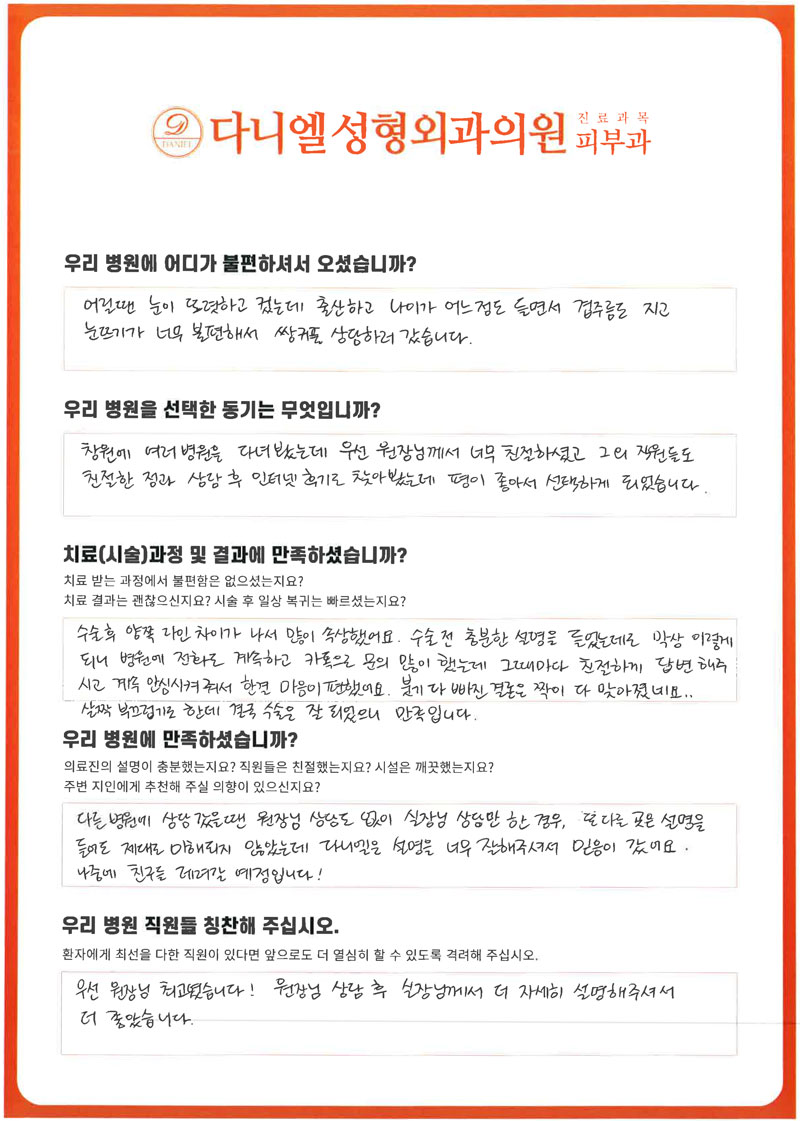 D
DANIEL
다니엘성형외과의원 진료과목 피부과
우리 병원에 어디가 불편하셔서 오셨습니까?
어릴땐 눈이 뚜렷하고 컸는데 출산하고 나이가 어느정도 들면서 겹주름도 지고
눈뜨기가 너무 불편해서 쌍커풀 상담하러 갔습니다.
우리 병원을 선택한 동기는 무엇입니까?
창원에 여러병원을 다녀봤는데 우선 원장님께서 너무 친절하셨고 그외 직원들도
친절한 점과 상담 후 인터넷 후기로 찾아봤는데 평이 좋아서 선택하게 되었습니다.
치료(시술)과정 및 결과에 만족하셨습니까?
치료 받는 과정에서 불편함은 없으셨는지요?
치료 결과는 괜찮으신지요? 시술 후 일상 복귀는 빠르셨는지요?
수술후 양쪽 라인 차이가 나서 많이 속상했어요. 수술전 충분한 설명을 들었는데도 막상 이렇게
되니 병원에 전화도 계속하고 카톡으로 문의 많이 했는데 그때마다 친절하게 답변해주
시고 계속 안심시켜줘서 한결 마음이 편했어요. 붓기 다 빠진 결론은 짝이 다 맞아졌네요..
살짝 부끄럽기도 한데 결국 수술은 잘 되었으니 만족입니다.
우리 병원에 만족하셨습니까?
의료진의 설명이 충분했는지요? 직원들은 친절했는지요? 시설은 깨끗했는지요?
주변 지인에게 추천해 주실 의향이 있으신지요?
다른 병원에 상담 갔을땐 원장님 상담도 없이 실장님 상담만 한 경우, 또 다른 곳은 설명을
들어도 제대로 이해되지 않았는데 다니엘은 설명을 너무 잘해주셔서 믿음이 갔어요.
나중에 친구들 데려갈 예정입니다!
우리 병원 직원들 칭찬해 주십시오.
환자에게 최선을 다한 직원이 있다면 앞으로도 더 열심히 할 수 있도록 격려해 주십시오.
우선 원장님 최고였습니다! 원장님 상담 후 실장님께서 더 자세히 설명해주셔서
더 좋았습니다.